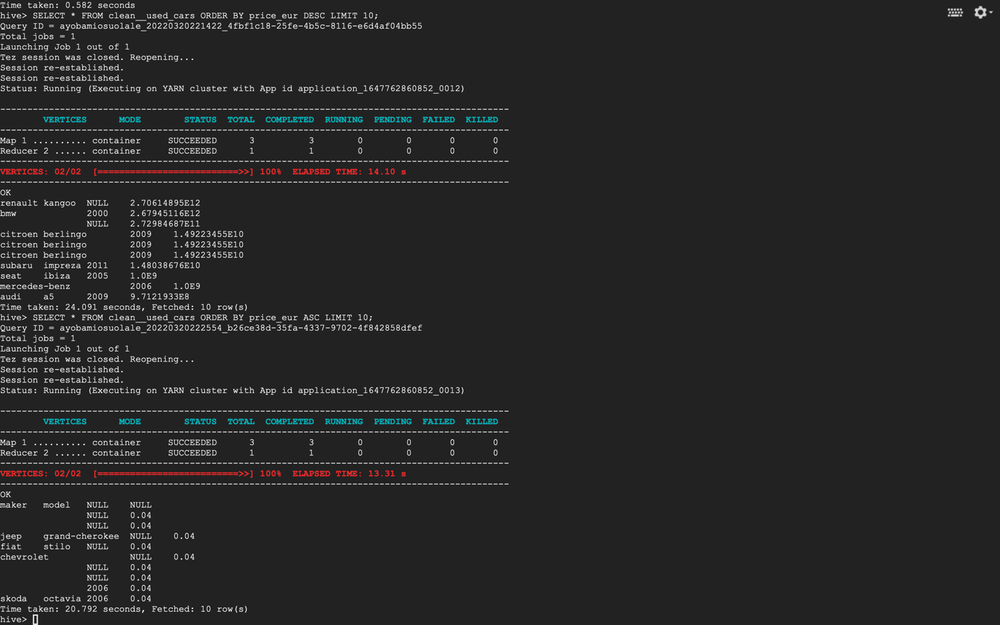 Time taken: 0.582 seconds
hive> SELECT * FROM clean__used_cars ORDER BY price_eur DESC LIMIT 10;
Query ID = ayobamiosuolale_20220320221422_4fbf1c18-25fe-4b5c-8116-e6d4af04bb55
Total jobs = 1
Launching Job 1 out of 1
Tez session was closed. Reopening...
Session re-established.
Session re-established.
Status: Running (Executing on YARN cluster with App id application_1647762860852_0012)
----------------------------------------------------------------------------------------------
        VERTICES      MODE        STATUS  TOTAL  COMPLETED  RUNNING  PENDING  FAILED  KILLED
----------------------------------------------------------------------------------------------
Map 1 .......... container     SUCCEEDED      3          3        0        0       0       0
Reducer 2 ...... container     SUCCEEDED      1          1        0        0       0       0
----------------------------------------------------------------------------------------------
VERTICES: 02/02  [==========================>>] 100%  ELAPSED TIME: 14.10 s
----------------------------------------------------------------------------------------------
OK
renault kangoo  NULL    2.70614895E12
bmw             2000    2.67945116E12
                NULL    2.72984687E11
citroen berlingo        2009    1.49223455E10
citroen berlingo        2009    1.49223455E10
citroen berlingo        2009    1.49223455E10
subaru  impreza 2011    1.48038676E10
seat    ibiza   2005    1.0E9
mercedes-benz           2006    1.0E9
audi    a5      2009    9.7121933E8
Time taken: 24.091 seconds, Fetched: 10 row(s)
hive> SELECT * FROM clean__used_cars ORDER BY price_eur ASC LIMIT 10;
Query ID = ayobamiosuolale_20220320222554_b26ce38d-35fa-4337-9702-4f842858dfef
Total jobs = 1
Launching Job 1 out of 1
Tez session was closed. Reopening...
Session re-established.
Session re-established.
Status: Running (Executing on YARN cluster with App id application_1647762860852_0013)
----------------------------------------------------------------------------------------------
        VERTICES      MODE        STATUS  TOTAL  COMPLETED  RUNNING  PENDING  FAILED  KILLED
----------------------------------------------------------------------------------------------
Map 1 .......... container     SUCCEEDED      3          3        0        0       0       0
Reducer 2 ...... container     SUCCEEDED      1          1        0        0       0       0
----------------------------------------------------------------------------------------------
VERTICES: 02/02  [==========================>>] 100%  ELAPSED TIME: 13.31 s
----------------------------------------------------------------------------------------------
OK
maker   model   NULL    NULL
                NULL    0.04
                NULL    0.04
jeep    grand-cherokee  NULL    0.04
fiat    stilo   NULL    0.04
chevrolet               NULL    0.04
                NULL    0.04
                NULL    0.04
                2006    0.04
skoda   octavia 2006    0.04
Time taken: 20.792 seconds, Fetched: 10 row(s)
hive>